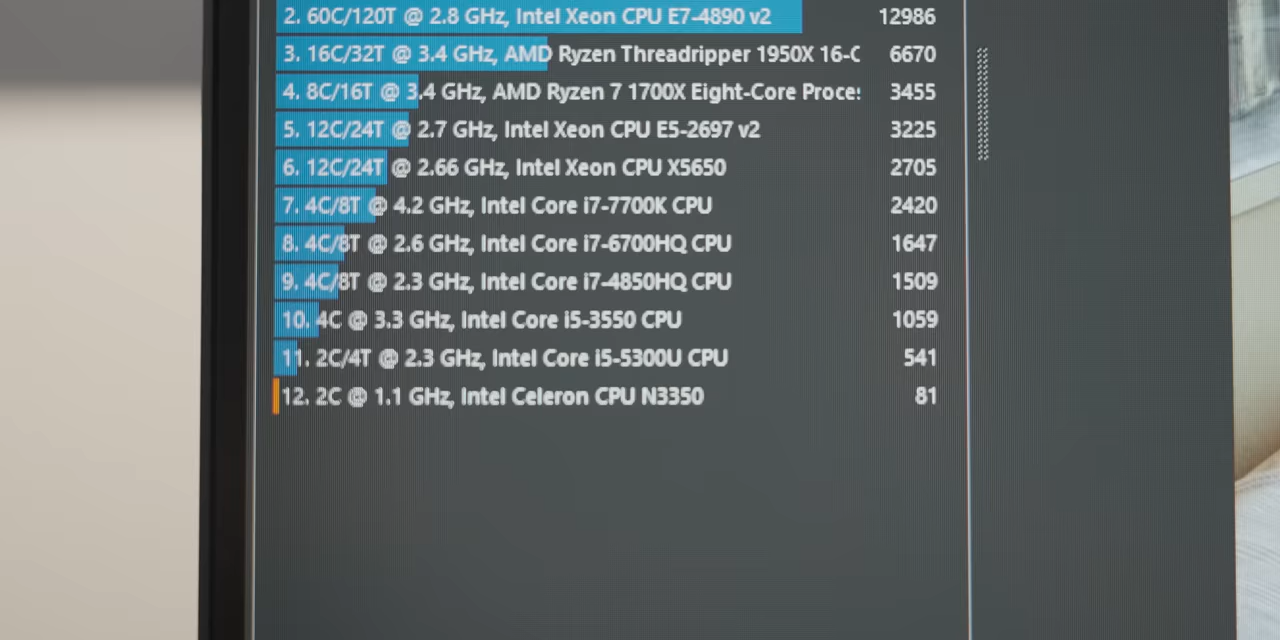 2. 60C/120T @ 2.8 GHz, Intel Xeon CPU E7-4890 v2 12986
3. 16C/32T @ 3.4 GHz, AMD Ryzen Threadripper 1950X 16-C 6670
4. 8C/16T @ 3.4 GHz, AMD Ryzen 7 1700X Eight-Core Proces 3455
5. 12C/24T @ 2.7 GHz, Intel Xeon CPU E5-2697 v2 3225
6. 12C/24T @ 2.66 GHz, Intel Xeon CPU X5650 2705
7. 4C/8T @ 4.2 GHz, Intel Core i7-7700K CPU 2420
8. 4C/8T @ 2.6 GHz, Intel Core i7-6700HQ CPU 1647
9. 4C/8T @ 2.3 GHz, Intel Core i7-4850HQ CPU 1509
10. 4C @ 3.3 GHz, Intel Core i5-3550 CPU 1059
11. 2C/4T @ 2.3 GHz, Intel Core i5-5300U CPU 541
12. 2C @ 1.1 GHz, Intel Celeron CPU N3350 81